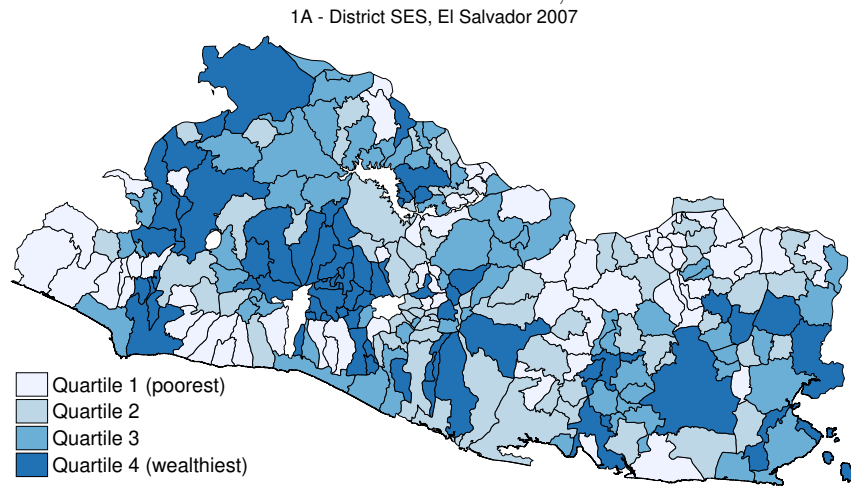 1A - District SES, El Salvador 2007
Quartile 1 (poorest)
Quartile 2
Quartile 3
Quartile 4 (wealthiest)